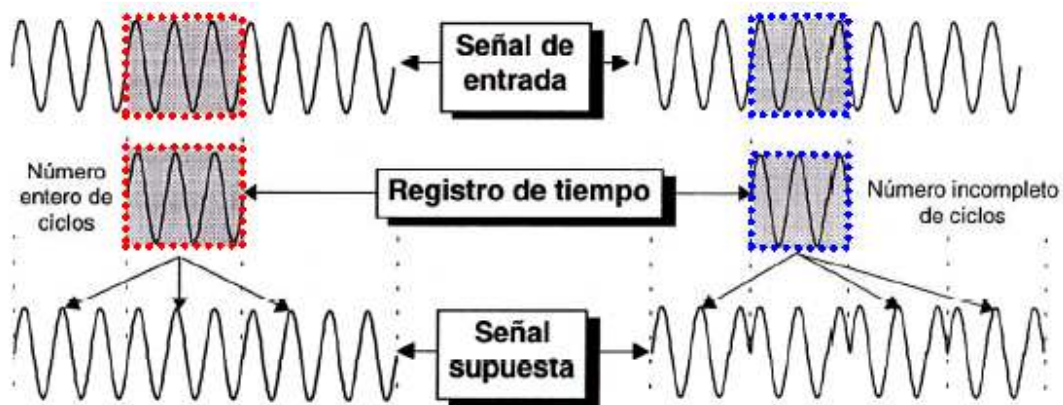 Señal de
entrada
Número
entero de
ciclos
Registro de tiempo
Número incompleto
de ciclos
Señal
supuesta